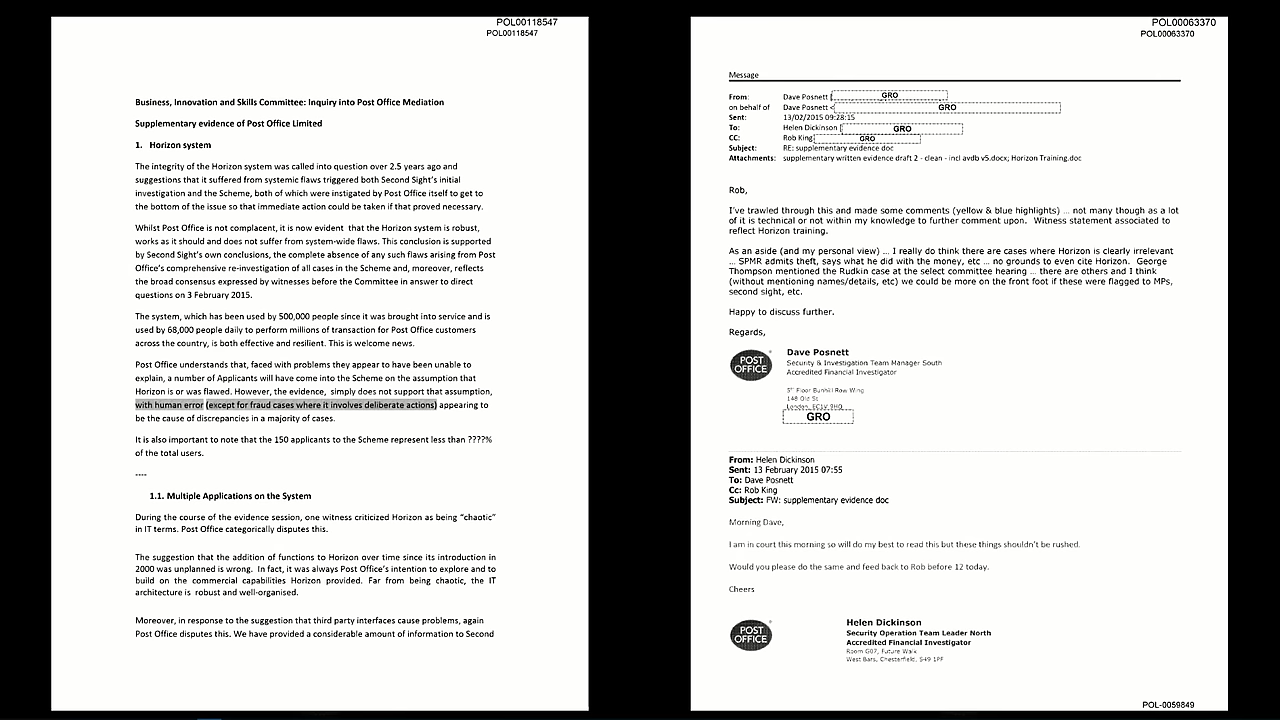 POL00118547
POL00118547
Business, Innovation and Skills Committee: Inquiry into Post Office Mediation
Supplementary evidence of Post Office Limited
1. Horizon system
The integrity of the Horizon system was called into question over 2.5 years ago and
suggestions that it suffered from systemic flaws triggered both Second Sight's initial
investigation and the Scheme, both of which were instigated by Post Office itself to get to
the bottom of the issue so that immediate action could be taken if that proved necessary.
Whilst Post Office is not complacent, it is now evident that the Horizon system is robust,
works as it should and does not suffer from system-wide flaws. This conclusion is supported
by Second Sight's own conclusions, the complete absence of any such flaws arising from Post
Office's comprehensive re-investigation of all cases in the Scheme and, moreover, reflects
the broad consensus expressed by witnesses before the Committee in answer to direct
questions on 3 February 2015.
The system, which has been used by 500,000 people since it was brought into service and is
used by 68,000 people daily to perform millions of transaction for Post Office customers
across the country, is both effective and resilient. This is welcome news.
Post Office understands that, faced with problems they appear to have been unable to
explain, a number of Applicants will have come into the Scheme on the assumption that
Horizon is or was flawed. However, the evidence, simply does not support that assumption,
with human error (except for fraud cases where it involves deliberate actions) appearing to
be the cause of discrepancies in a majority of cases.
It is also important to note that the 150 applicants to the Scheme represent less than ????%
of the total users.
----
1.1. Multiple Applications on the System
During the course of the evidence session, one witness criticized Horizon as being "chaotic"
in IT terms. Post Office categorically disputes this.
The suggestion that the addition of functions to Horizon over time since its introduction in
2000 was unplanned is wrong. In fact, it was always Post Office's intention to explore and to
build on the commercial capabilities Horizon provided. Far from being chaotic, the IT
architecture is robust and well-organised.
Moreover, in response to the suggestion that third party interfaces cause problems, again
Post Office disputes this. We have provided a considerable amount of information to Second
POL00063370
POL00063370
Message
From: Dave Posnett [ GRO
on behalf of Dave Posnett < GRO
Sent: 13/02/2015 09:28:15
To: Helen Dickinson [ GRO
CC: Rob King GRO
Subject: RE: supplementary evidence doc
Attachments: supplementary written evidence draft 2 - clean - incl avdb v5.docx; Horizon Training.doc
Rob,
I've trawled through this and made some comments (yellow & blue highlights) ... not many though as a lot
of it is technical or not within my knowledge to further comment upon. Witness statement associated to
reflect Horizon training.
As an aside (and my personal view) ... I really do think there are cases where Horizon is clearly irrelevant
... SPMR admits theft, says what he did with the money, etc ... no grounds to even cite Horizon. George
Thompson mentioned the Rudkin case at the select committee hearing ... there are others and I think
(without mentioning names/details, etc) we could be more on the front foot if these were flagged to MPs,
second sight, etc.
Happy to discuss further.
Regards,
POST OFFICE
Dave Posnett
Security & Investigation Team Manager South
Accredited Financial Investigator
5th Floor Bunhill Row Wing
148 Old St
London, EC1V 9HQ
GRO
From: Helen Dickinson
Sent: 13 February 2015 07:55
To: Dave Posnett
Cc: Rob King
Subject: FW: supplementary evidence doc
Morning Dave,
I am in court this morning so will do my best to read this but these things shouldn't be rushed.
Would you please do the same and feed back to Rob before 12 today.
Cheers
POST OFFICE
Helen Dickinson
Security Operation Team Leader North
Accredited Financial Investigator
Room G07, Future Walk
West Bars, Chesterfield, S49 1PF
POL-0059849